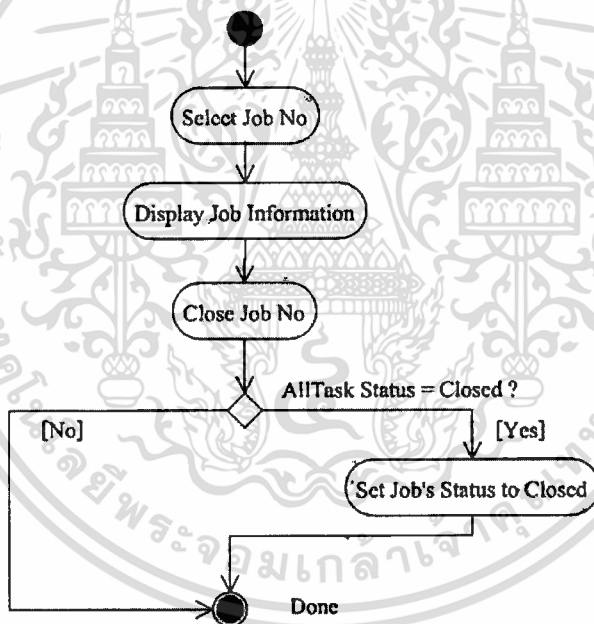 Select Job No
Display Job Information
Close Job No
AllTask Status = Closed ?
[No]
[Yes]
Set Job's Status to Closed
Done